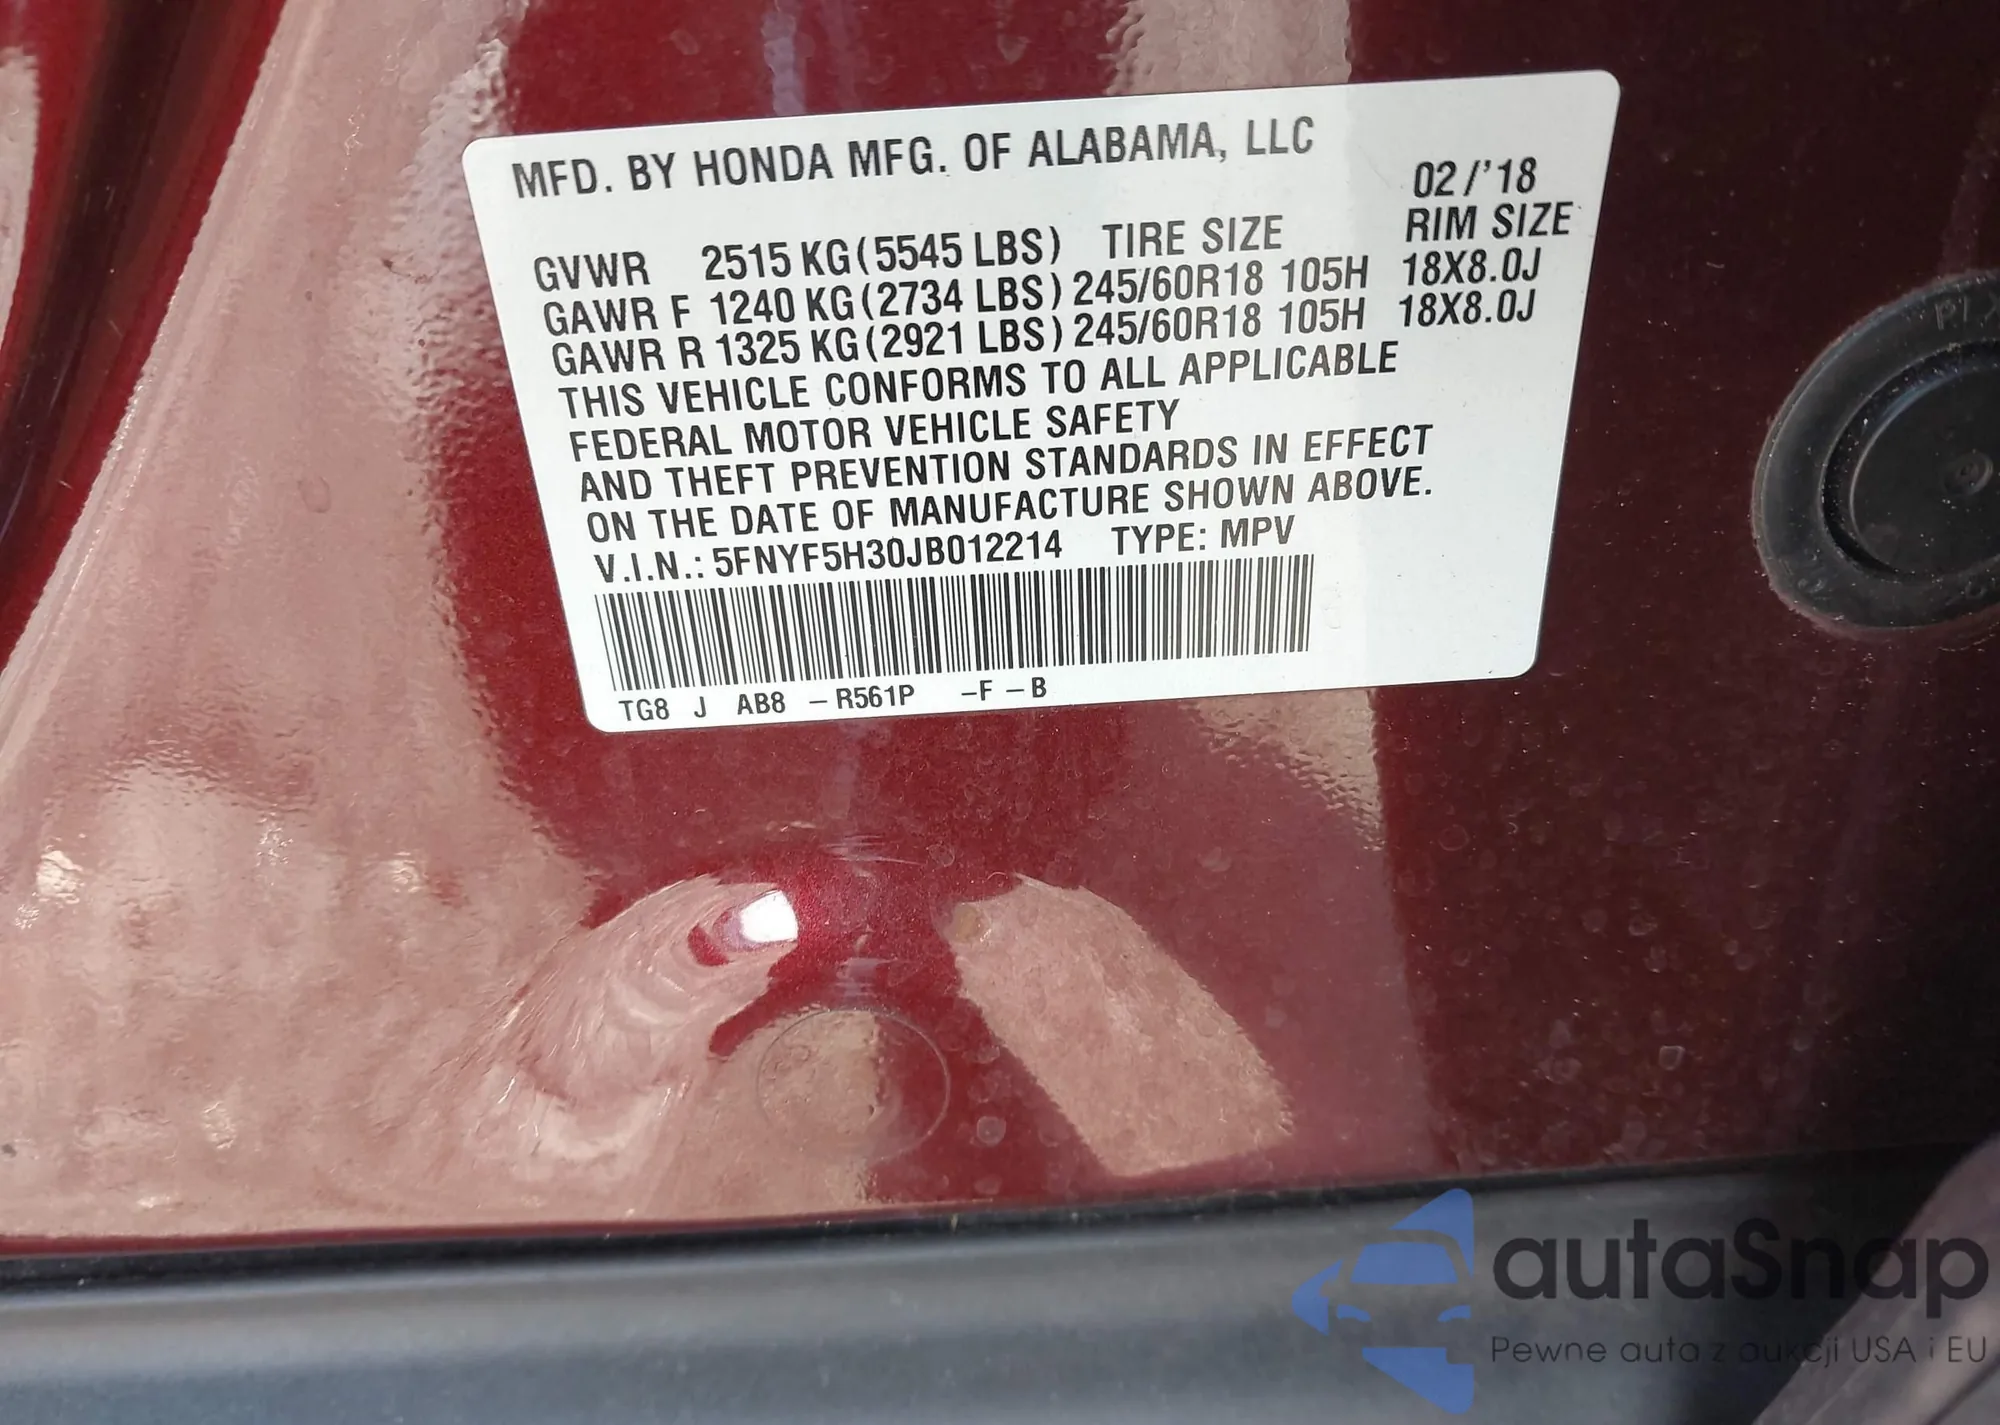 MFD. BY HONDA MFG. OF ALABAMA, LLC
02/'18
GVWR 2515 KG (5545 LBS) TIRE SIZE RIM SIZE
GAWR F 1240 KG (2734 LBS) 245/60R18 105H 18X8.0J
GAWR R 1325 KG (2921 LBS) 245/60R18 105H 18X8.0J
THIS VEHICLE CONFORMS TO ALL APPLICABLE
FEDERAL MOTOR VEHICLE SAFETY
AND THEFT PREVENTION STANDARDS IN EFFECT
ON THE DATE OF MANUFACTURE SHOWN ABOVE.
V.I.N.: 5FNYF5H30JB012214 TYPE: MPV
TG8 J AB8 – R561P –F –B
autaSnap
Pewne auta z aukcji USA i EU